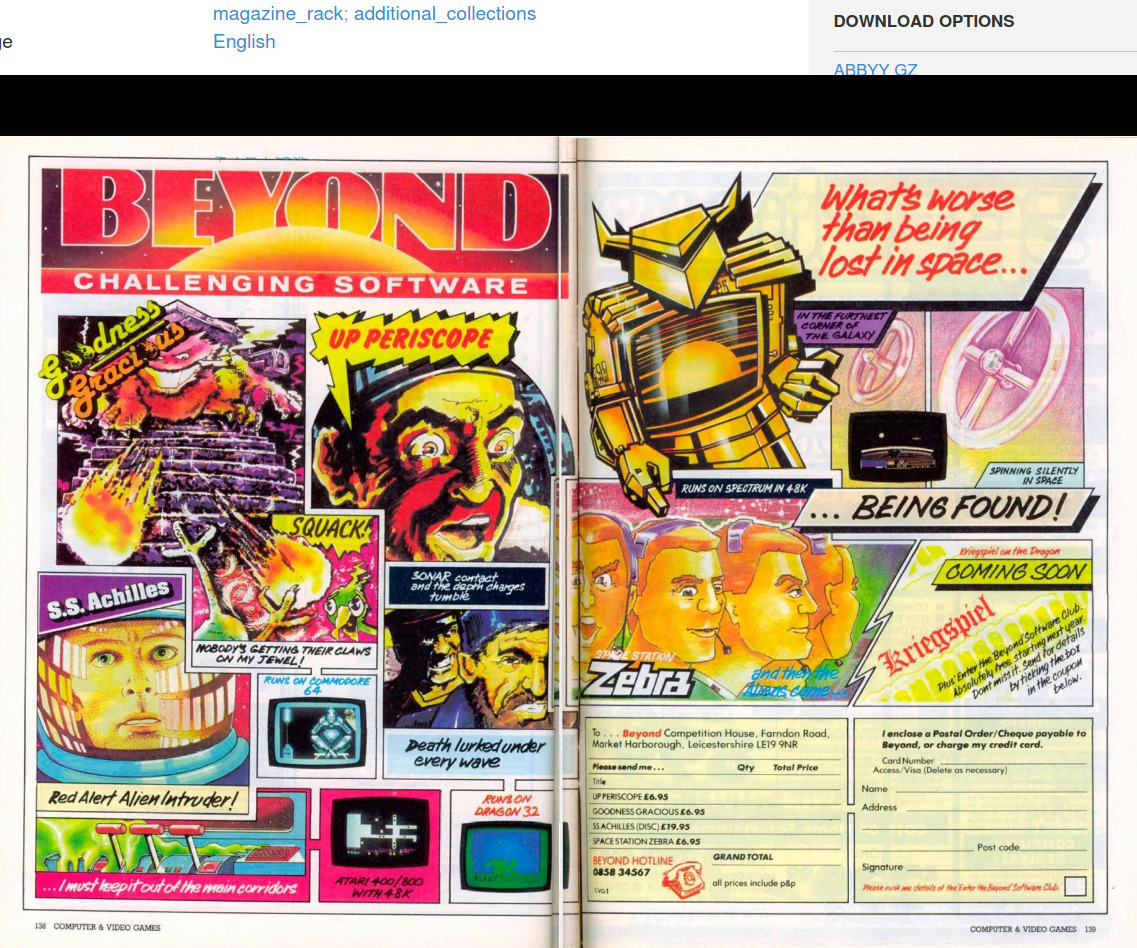 magazine_rack; additional_collections
ge
English
DOWNLOAD OPTIONS
ABBYY GZ
BEYOND
CHALLENGING SOFTWARE
Goodness
Gracious
UP PERISCOPE
SQUACK!
S.S. Achilles
NOBODY'S GETTING THEIR CLAWS
ON MY JEWEL!
SONAR contact
and the depth charges
tumble
RUNS ON COMMODORE
64
Death lurked under
every wave
Red Alert Alien Intruder!
RUNS ON
DRAGON 32
... I must keep it out of the main corridors
ATARI 400/800
WITH 48K
138 COMPUTER & VIDEO GAMES
What's worse
than being
lost in space...
IN THE FURTHEST
CORNER OF
THE GALAXY
SPINNING SILENTLY
IN SPACE
RUNS ON SPECTRUM IN 48K
... BEING FOUND!
Kriegspiel on the Dragon
COMING SOON
Kriegspiel
Plus Enter the Beyond Software Club.
Absolutely free, starting next year.
Dont miss it. Send for details
by ticking the box
in the coupon
below.
SPACE STATION
Zebra
and then the
Aliens came...
To . . . Beyond Competition House, Farndon Road,
Market Harborough, Leicestershire LE19 9NR
Please send me . . . Qty Total Price
Title
UP PERISCOPE £6.95
GOODNESS GRACIOUS £6.95
SS ACHILLES (DISC) £19.95
SPACE STATION ZEBRA £6.95
BEYOND HOTLINE
0858 34567
GRAND TOTAL
all prices include p&p
CVG1
I enclose a Postal Order/Cheque payable to
Beyond, or charge my credit card.
Card Number
Access/Visa (Delete as necessary)
Name
Address
Post code
Signature
Please rush me details of the 'Enter the Beyond' Software Club.
COMPUTER & VIDEO GAMES 139